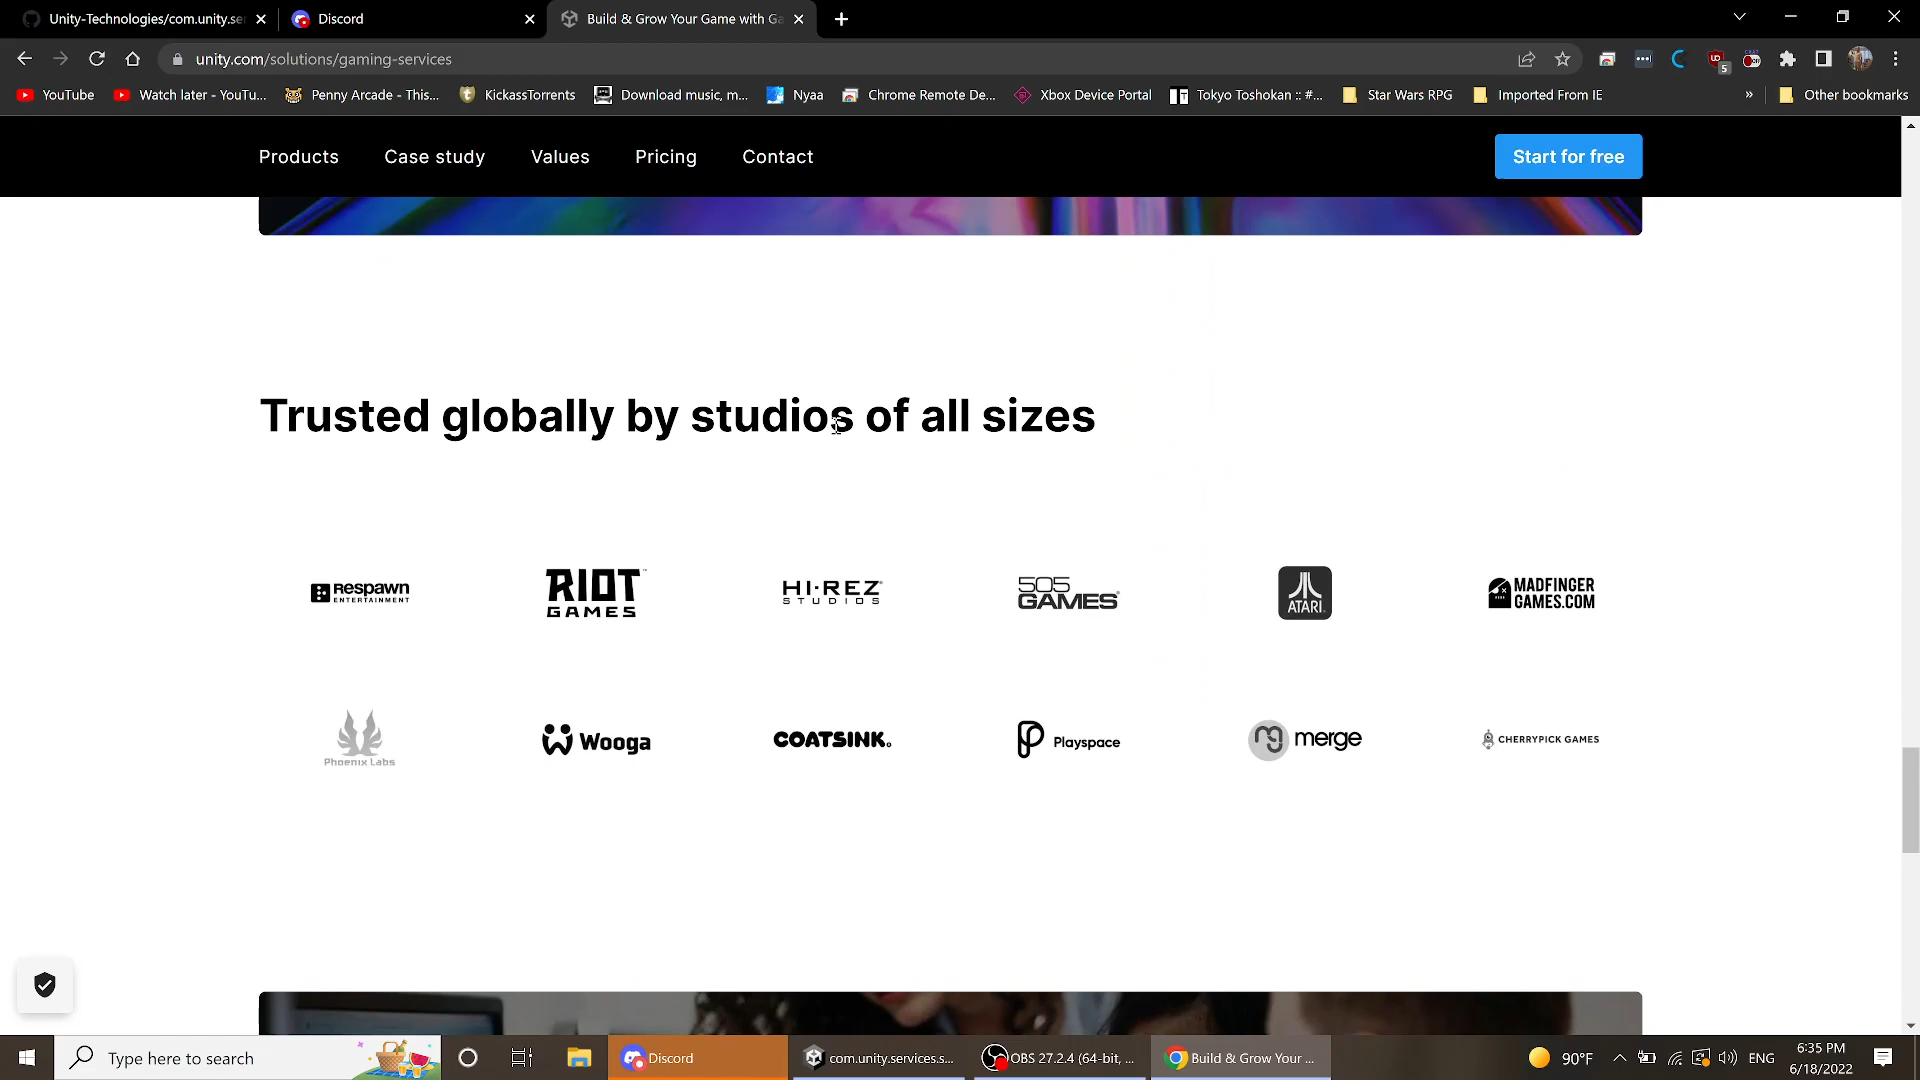 Unity-Technologies/com.unity.se
Discord
Build & Grow Your Game with Ga
unity.com/solutions/gaming-services
5
YouTube
Watch later - YouTu...
Penny Arcade - This...
KickassTorrents
Download music, m...
Nyaa
Chrome Remote De...
Xbox Device Portal
Tokyo Toshokan :: #...
Star Wars RPG
Imported From IE
»
Other bookmarks
Products
Case study
Values
Pricing
Contact
Start for free
Trusted globally by studios of all sizes
Respawn
ENTERTAINMENT
RIOT
GAMES
HI-REZ
STUDIOS
505
GAMES
ATARI
MADFINGER
GAMES.COM
Phoenix Labs
Wooga
COATSINK
Playspace
merge
CHERRYPICK GAMES
Type here to search
Discord
com.unity.services.s...
OBS 27.2.4 (64-bit, ...
Build & Grow Your ...
90°F
ENG
6:35 PM
6/18/2022